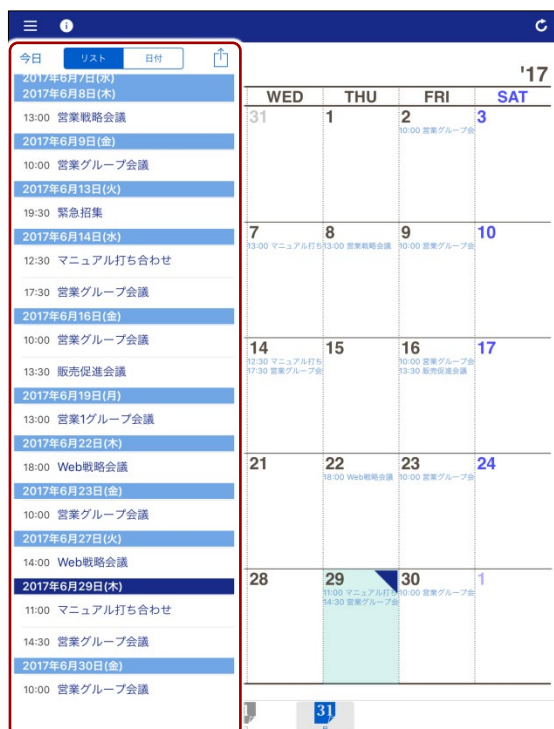 今日 リスト 日付
2017年6月7日(水)
2017年6月8日(木)
13:00 営業戦略会議
2017年6月9日(金)
10:00 営業グループ会議
2017年6月13日(火)
19:30 緊急招集
2017年6月14日(水)
12:30 マニュアル打ち合わせ
17:30 営業グループ会議
2017年6月16日(金)
10:00 営業グループ会議
13:30 販売促進会議
2017年6月19日(月)
13:00 営業1グループ会議
2017年6月22日(木)
18:00 Web戦略会議
2017年6月23日(金)
10:00 営業グループ会議
2017年6月27日(火)
14:00 Web戦略会議
2017年6月29日(木)
11:00 マニュアル打ち合わせ
14:30 営業グループ会議
2017年6月30日(金)
10:00 営業グループ会議
'17
WED THU FRI SAT
31 1 2 3
10:00 営業グループ会
7 8 9 10
13:00 マニュアル打ち 13:00 営業戦略会議 10:00 営業グループ会
14 15 16 17
12:30 マニュアル打ち 10:00 営業グループ会
17:30 営業グループ会 13:30 販売促進会議
21 22 23 24
18:00 Web戦略会議 10:00 営業グループ会
28 29 30 1
11:00 マニュアル打ち 10:00 営業グループ会
14:30 営業グループ会
31